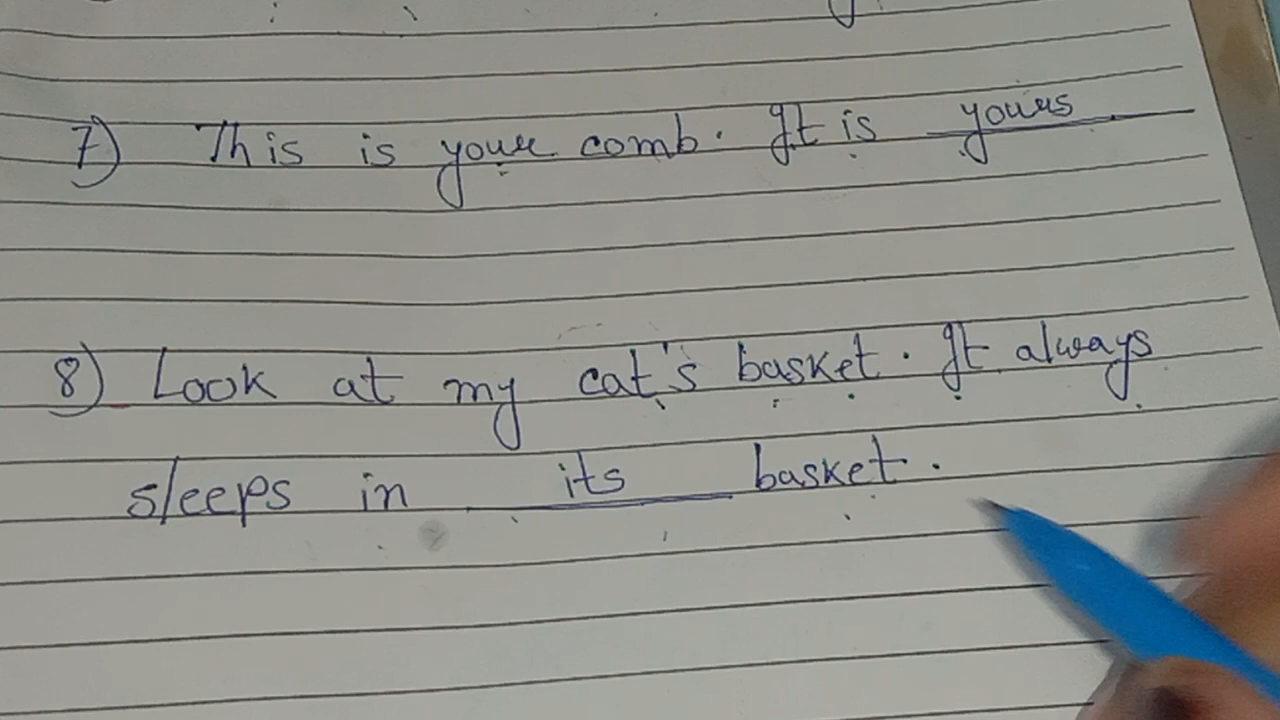 7) This is your comb. It is yours
8) Look at my cat's basket. It always
sleeps in its basket.